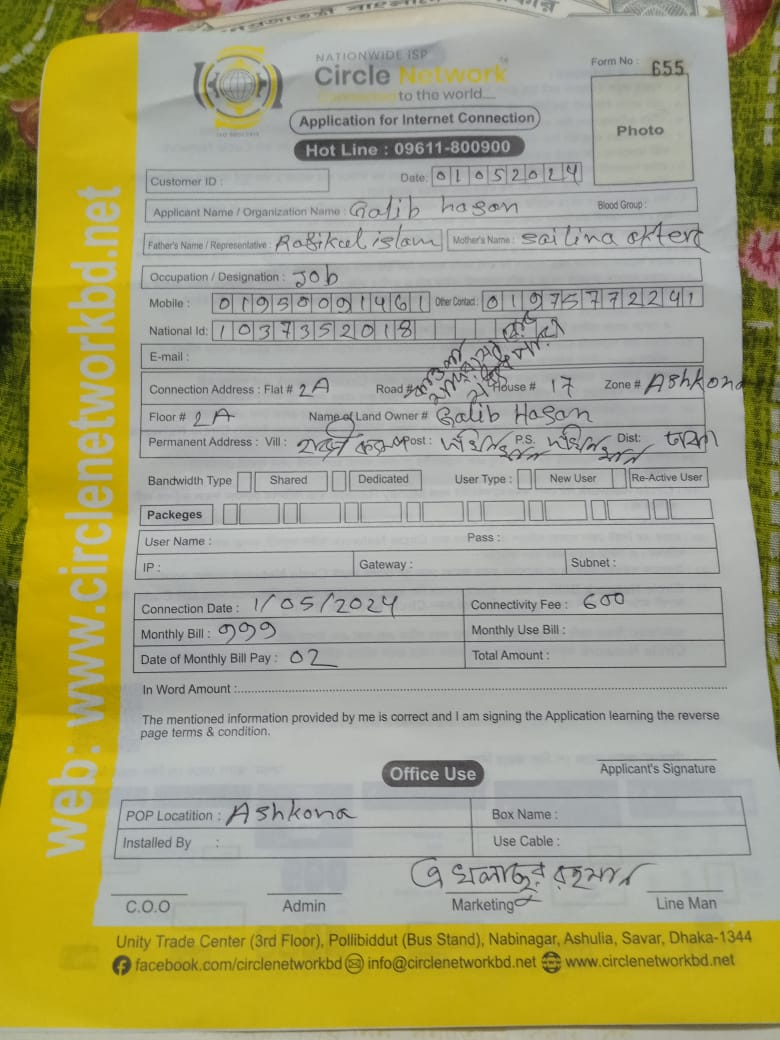 NATIONWIDE ISP
Circle Network
Connected to the world....
Form No : 655
Photo
Application for Internet Connection
Hot Line : 09611-800900
Customer ID :
Date: 01052024
Applicant Name / Organization Name : Galib hasan Blood Group :
Father's Name / Representative : Rafikul islam Mother's Name : sailina akter
Occupation / Designation : Job
Mobile : 01930091461 Other Contact : 01975772241
National Id: 1037352018
E-mail :
Connection Address : Flat # 2A Road # House # 17 Zone # Ashkona
Floor # 2A Name of Land Owner # Galib Hasan
Permanent Address : Vill : Post : P.S. Dist: ঢাকা
Bandwidth Type Shared Dedicated User Type : New User Re-Active User
Packeges
User Name : Pass :
IP : Gateway : Subnet :
Connection Date : 1/05/2024 Connectivity Fee : 600
Monthly Bill : 999 Monthly Use Bill :
Date of Monthly Bill Pay : 02 Total Amount :
In Word Amount :
The mentioned information provided by me is correct and I am signing the Application learning the reverse
page terms & condition.
Applicant's Signature
Office Use
POP Locatition : Ashkona Box Name :
Installed By : Use Cable :
রহমান
C.O.O Admin Marketing Line Man
Unity Trade Center (3rd Floor), Pollibiddut (Bus Stand), Nabinagar, Ashulia, Savar, Dhaka-1344
facebook.com/circlenetworkbd info@circlenetworkbd.net www.circlenetworkbd.net
web: www.circlenetworkbd.net